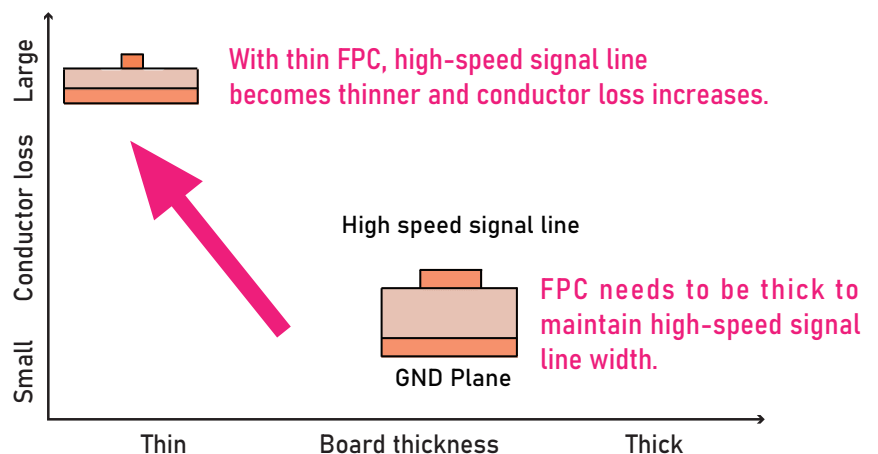 With thin FPC, high-speed signal line
becomes thinner and conductor loss increases.
High speed signal line
FPC needs to be thick to
maintain high-speed signal
line width.
GND Plane
Large
Conductor loss
Small
Thin
Board thickness
Thick